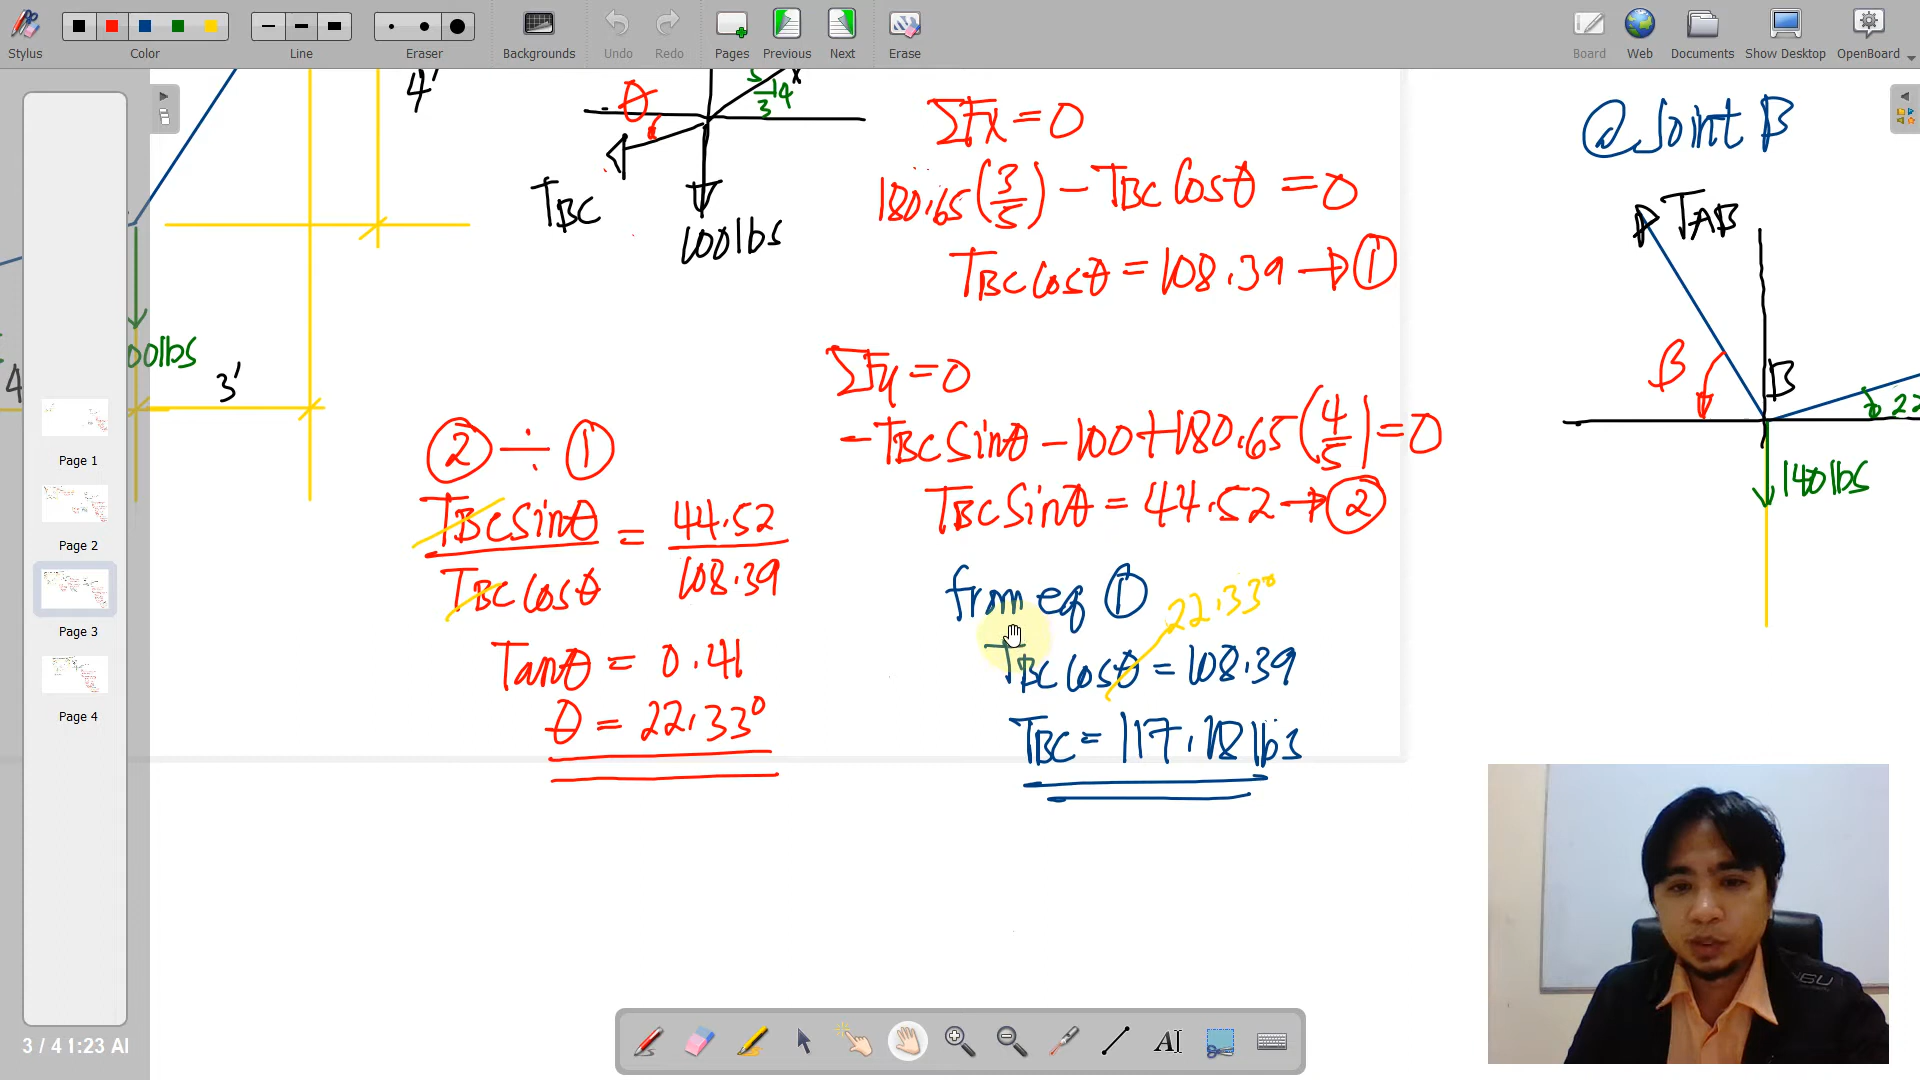 Stylus
Color
Line
Eraser
Backgrounds
Undo
Redo
Pages
Previous
Next
Erase
Board
Web
Documents
Show Desktop
OpenBoard
Page 1
Page 2
Page 3
Page 4
3 / 4 1:23 AI
4'
00lbs
3'
4
θ
5
4
3
x
TBC
100lbs
ΣFx = 0
180.65(3/5) - TBC Cosθ = 0
TBC Cosθ = 108.39 → ①
ΣFy = 0
-TBC Sinθ - 100 + 180.65(4/5) = 0
TBC Sinθ = 44.52 → ②
② ÷ ①
TBC Sinθ / TBC Cosθ = 44.52 / 108.39
Tanθ = 0.41
θ = 22.33°
from eq ①
22.33°
TBC Cosθ = 108.39
TBC = 117.18 lbs
@ Joint B
TAB
β
B
22
140lbs